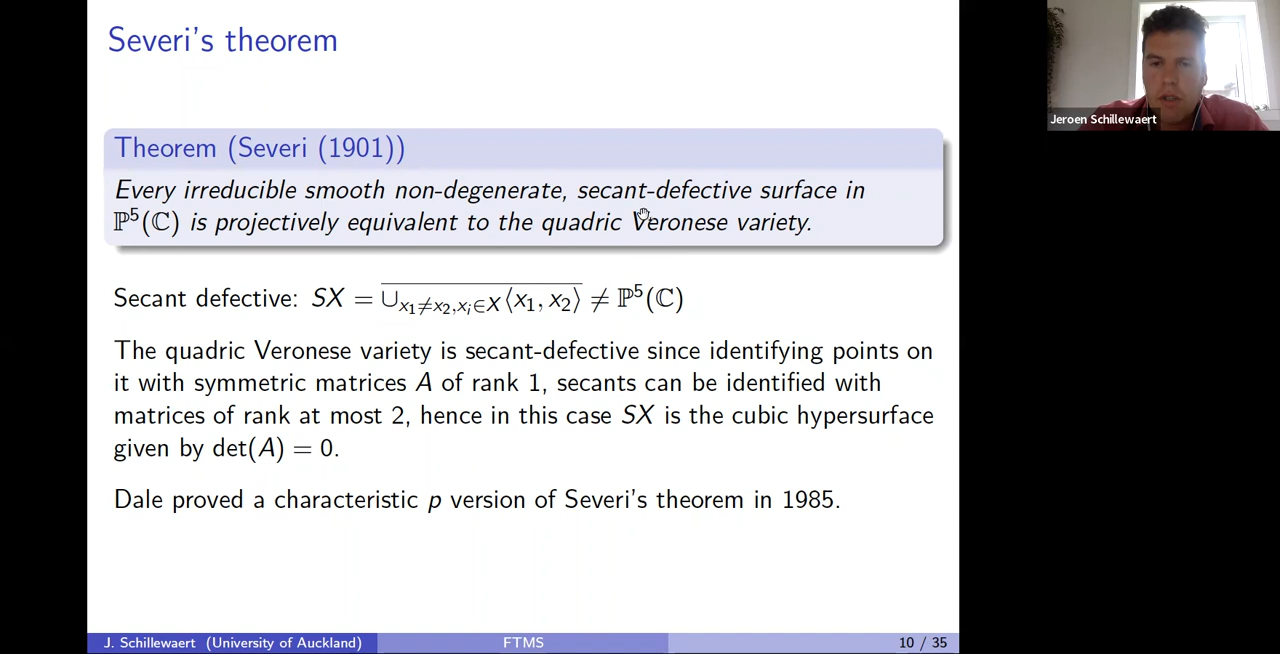 Severi's theorem
Jeroen Schillewaert
Theorem (Severi (1901))
Every irreducible smooth non-degenerate, secant-defective surface in
ℙ⁵(ℂ) is projectively equivalent to the quadric Veronese variety.
Secant defective: SX = \overline{∪_{x₁≠x₂,xᵢ∈X}⟨x₁, x₂⟩} ≠ ℙ⁵(ℂ)
The quadric Veronese variety is secant-defective since identifying points on
it with symmetric matrices A of rank 1, secants can be identified with
matrices of rank at most 2, hence in this case SX is the cubic hypersurface
given by det(A) = 0.
Dale proved a characteristic p version of Severi's theorem in 1985.
J. Schillewaert (University of Auckland) FTMS 10 / 35